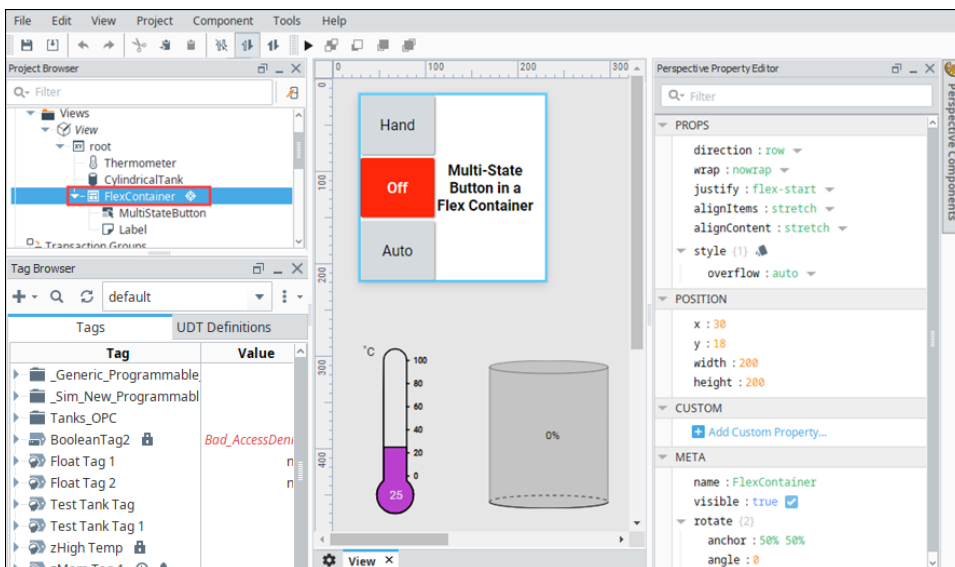 File Edit View Project Component Tools Help
Project Browser
Filter
Views
View
root
Thermometer
CylindricalTank
FlexContainer
MultiStateButton
Label
Transaction Groups
Tag Browser
default
Tags UDT Definitions
Tag Value
_Generic_Programmable_
_Sim_New_Programmabl
Tanks_OPC
BooleanTag2 Bad_AccessDeni
Float Tag 1 n
Float Tag 2 n
Test Tank Tag
Test Tank Tag 1
zHigh Temp
0 100 200 300
0
100
200
300
400
Hand
Off
Auto
Multi-State
Button in a
Flex Container
°C
100
80
60
40
20
0
25
0%
View
Perspective Property Editor
Filter
PROPS
direction : row
wrap : nowrap
justify : flex-start
alignItems : stretch
alignContent : stretch
style {1}
overflow : auto
POSITION
x : 30
y : 18
width : 200
height : 200
CUSTOM
Add Custom Property...
META
name : FlexContainer
visible : true
rotate {2}
anchor : 50% 50%
angle : 0
Perspective Components